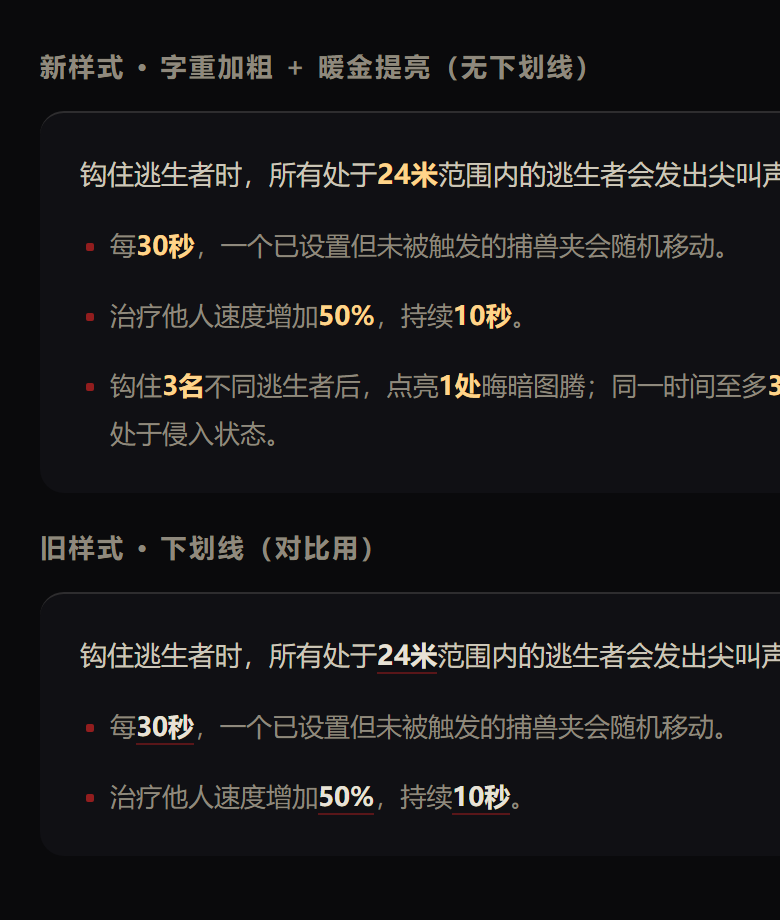 新样式 • 字重加粗 + 暖金提亮（无下划线）
钩住逃生者时，所有处于24米范围内的逃生者会发出尖叫声
每30秒，一个已设置但未被触发的捕兽夹会随机移动。
治疗他人速度增加50%，持续10秒。
钩住3名不同逃生者后，点亮1处晦暗图腾；同一时间至多3
处于侵入状态。
旧样式 • 下划线（对比用）
钩住逃生者时，所有处于24米范围内的逃生者会发出尖叫声
每30秒，一个已设置但未被触发的捕兽夹会随机移动。
治疗他人速度增加50%，持续10秒。